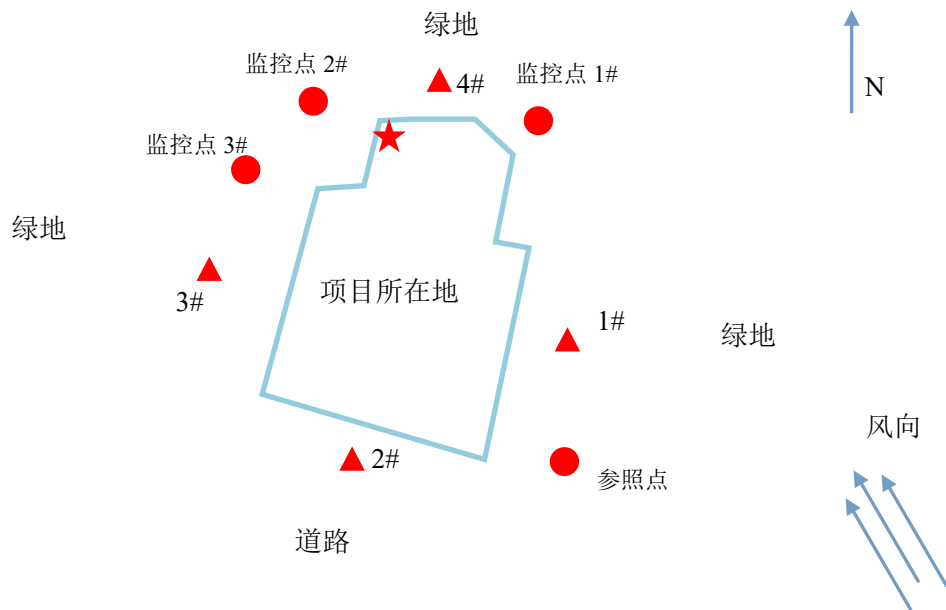 绿地
监控点 2#
监控点 1#
4#
N
监控点 3#
绿地
项目所在地
3#
1#
绿地
风向
2#
参照点
道路